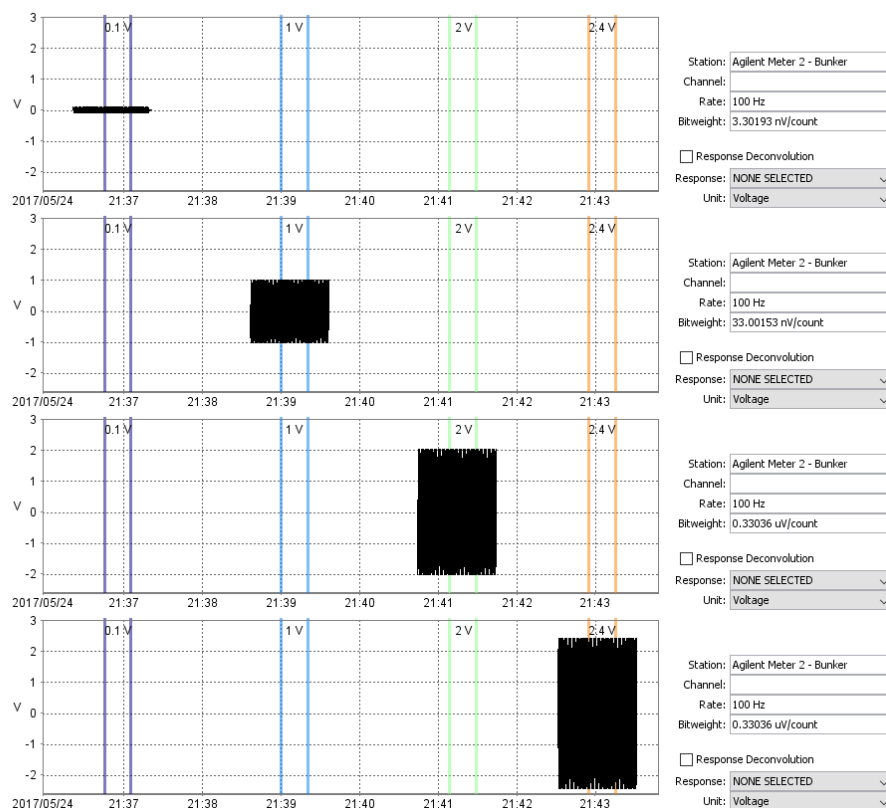 3
2
1
V 0
-1
-2
0.1 V 1 V 2 V 2.4 V
2017/05/24 21:37 21:38 21:39 21:40 21:41 21:42 21:43
Station: Agilent Meter 2 - Bunker
Channel:
Rate: 100 Hz
Bitweight: 3.30193 nV/count
Response Deconvolution
Response: NONE SELECTED
Unit: Voltage
3
2
1
V 0
-1
-2
0.1 V 1 V 2 V 2.4 V
2017/05/24 21:37 21:38 21:39 21:40 21:41 21:42 21:43
Station: Agilent Meter 2 - Bunker
Channel:
Rate: 100 Hz
Bitweight: 33.00153 nV/count
Response Deconvolution
Response: NONE SELECTED
Unit: Voltage
3
2
1
V 0
-1
-2
0.1 V 1 V 2 V 2.4 V
2017/05/24 21:37 21:38 21:39 21:40 21:41 21:42 21:43
Station: Agilent Meter 2 - Bunker
Channel:
Rate: 100 Hz
Bitweight: 0.33036 uV/count
Response Deconvolution
Response: NONE SELECTED
Unit: Voltage
3
2
1
V 0
-1
-2
0.1 V 1 V 2 V 2.4 V
2017/05/24 21:37 21:38 21:39 21:40 21:41 21:42 21:43
Station: Agilent Meter 2 - Bunker
Channel:
Rate: 100 Hz
Bitweight: 0.33036 uV/count
Response Deconvolution
Response: NONE SELECTED
Unit: Voltage